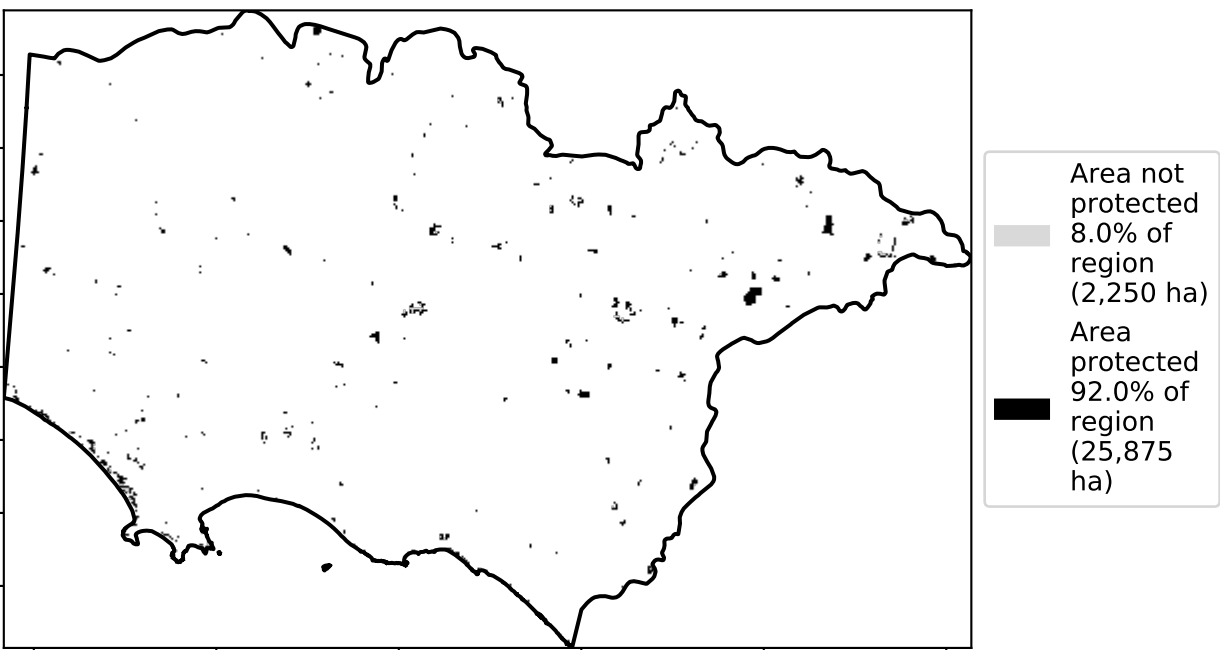 Area not
protected
8.0% of
region
(2,250 ha)
Area
protected
92.0% of
region
(25,875
ha)